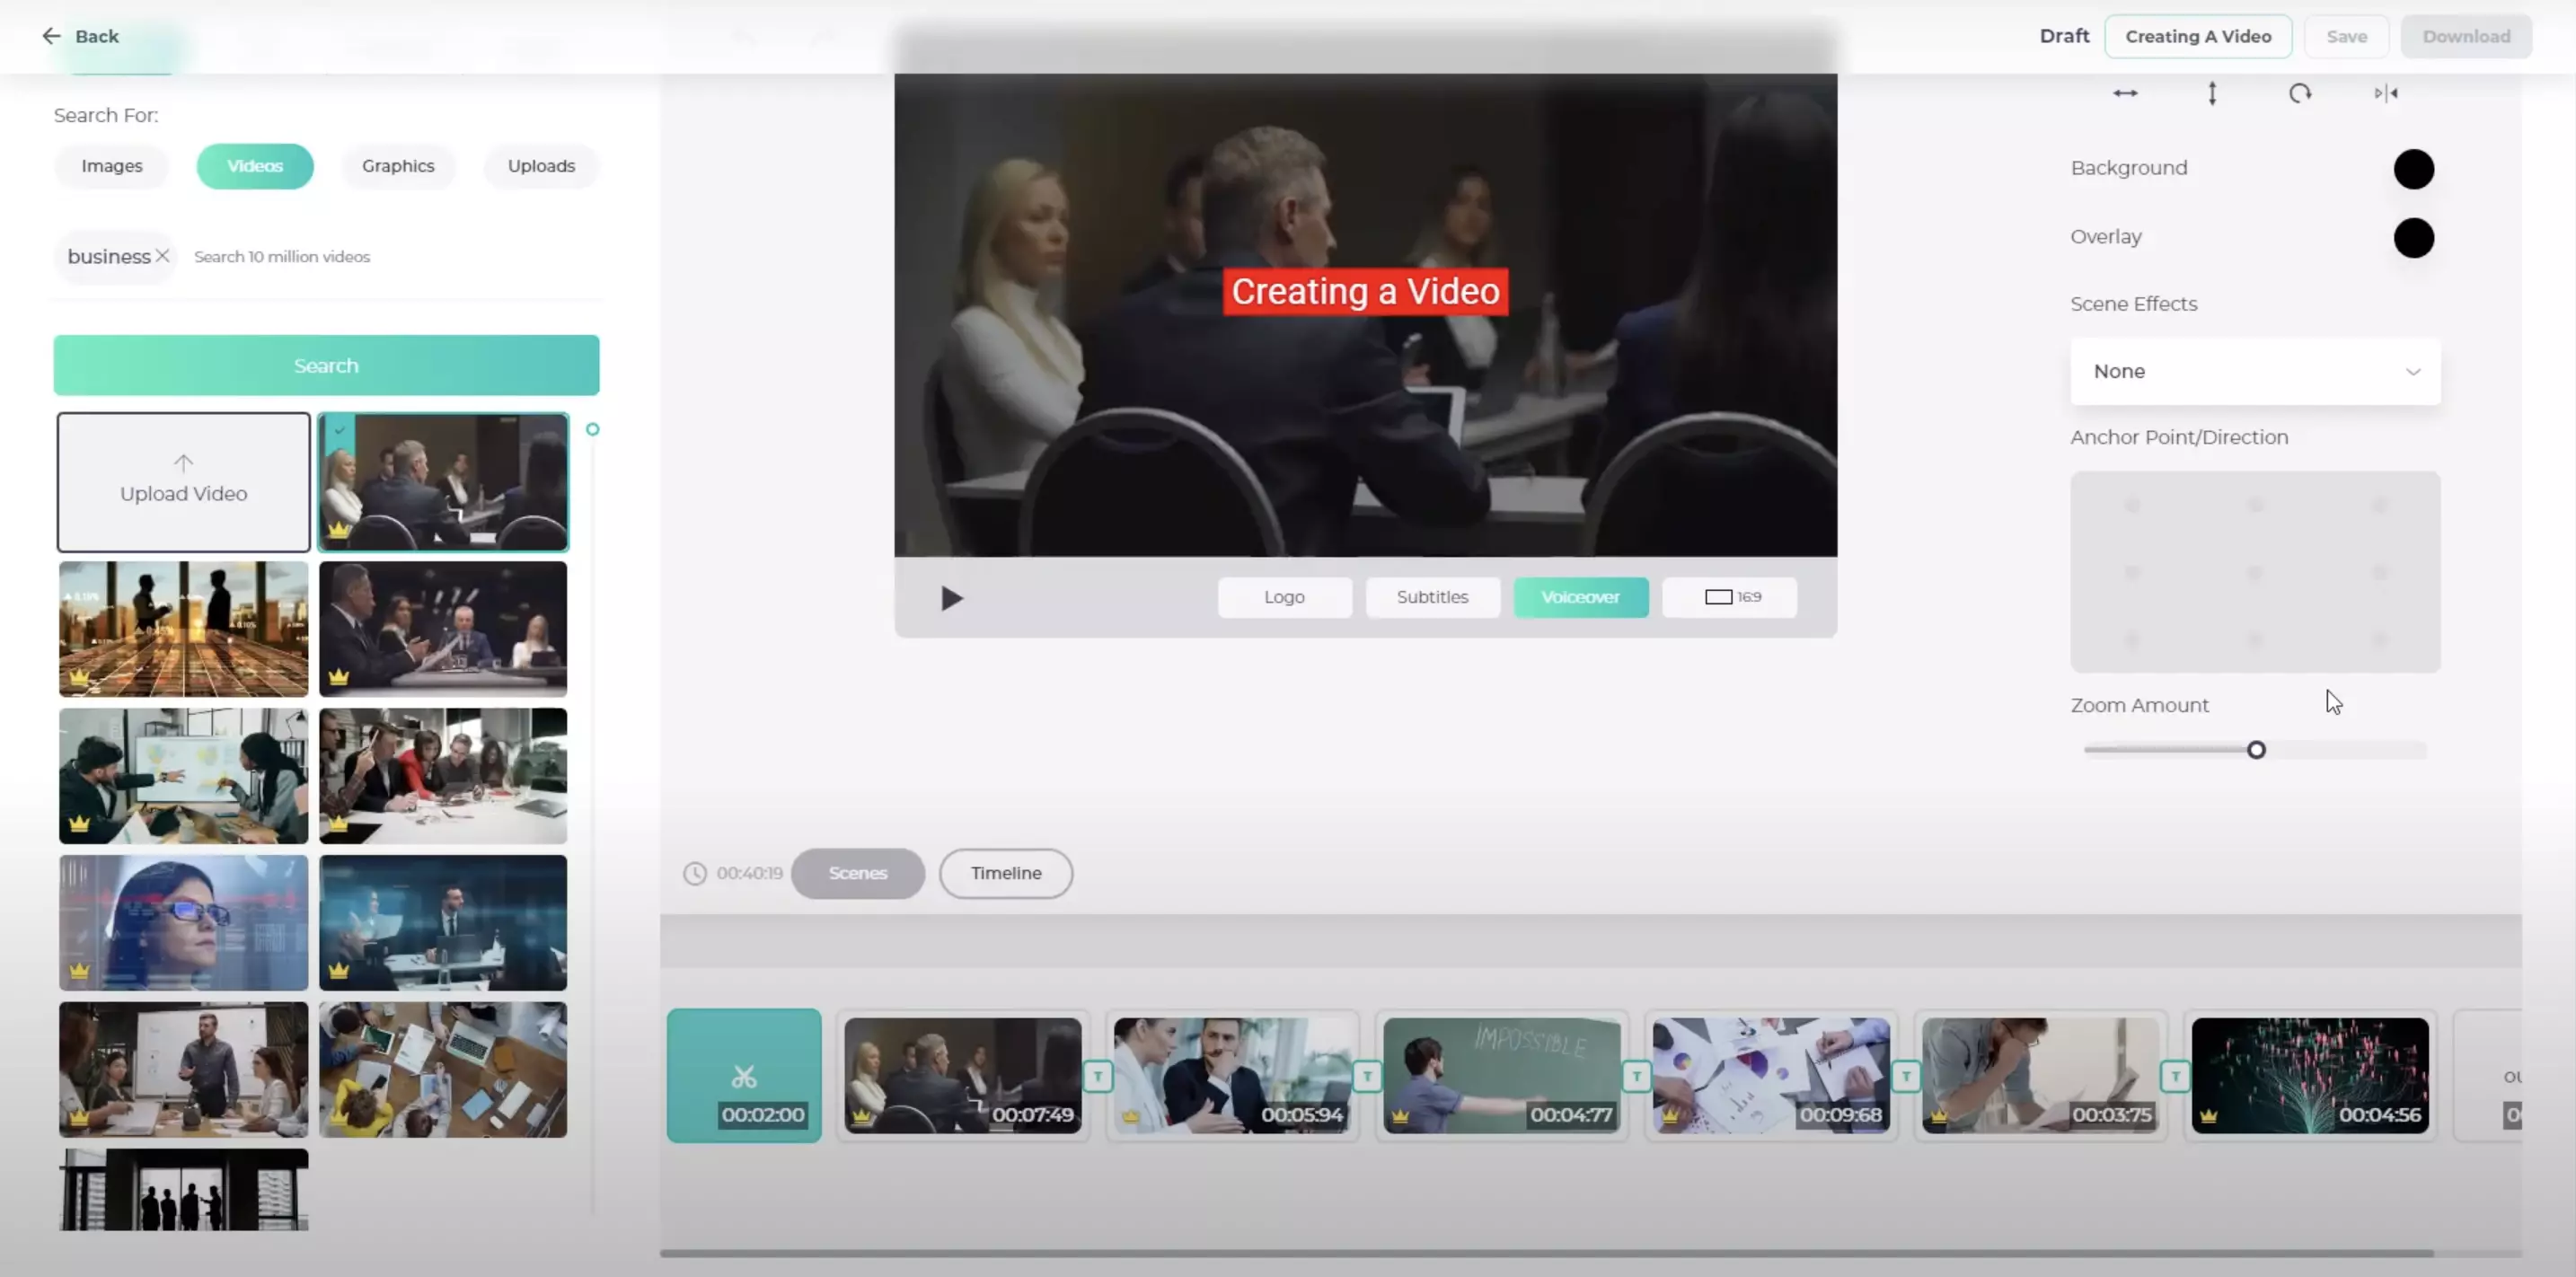 Back
Draft
Creating A Video
Save
Download
Search For:
Images
Videos
Graphics
Uploads
business
Search 10 million videos
Search
Upload Video
Creating a Video
Logo
Subtitles
Voiceover
16:9
Background
Overlay
Scene Effects
None
Anchor Point/Direction
Zoom Amount
00:40:19
Scenes
Timeline
IMPOSSIBLE
T
T
T
T
T
00:02:00
00:07:49
00:05:94
00:04:77
00:09:68
00:03:75
00:04:56